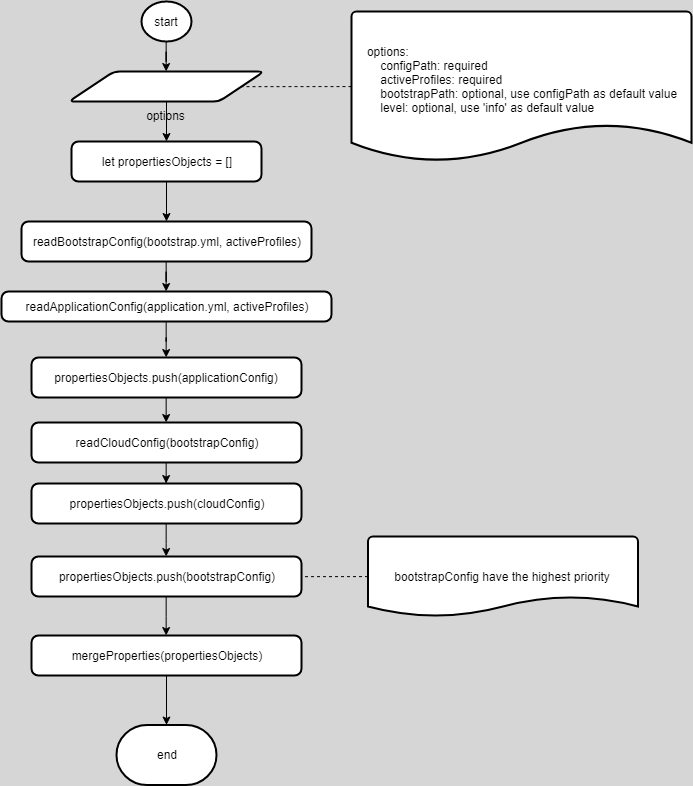 start
options:
configPath: required
activeProfiles: required
bootstrapPath: optional, use configPath as default value
level: optional, use 'info' as default value
options
let propertiesObjects = []
readBootstrapConfig(bootstrap.yml, activeProfiles)
readApplicationConfig(application.yml, activeProfiles)
propertiesObjects.push(applicationConfig)
readCloudConfig(bootstrapConfig)
propertiesObjects.push(cloudConfig)
propertiesObjects.push(bootstrapConfig)
bootstrapConfig have the highest priority
mergeProperties(propertiesObjects)
end